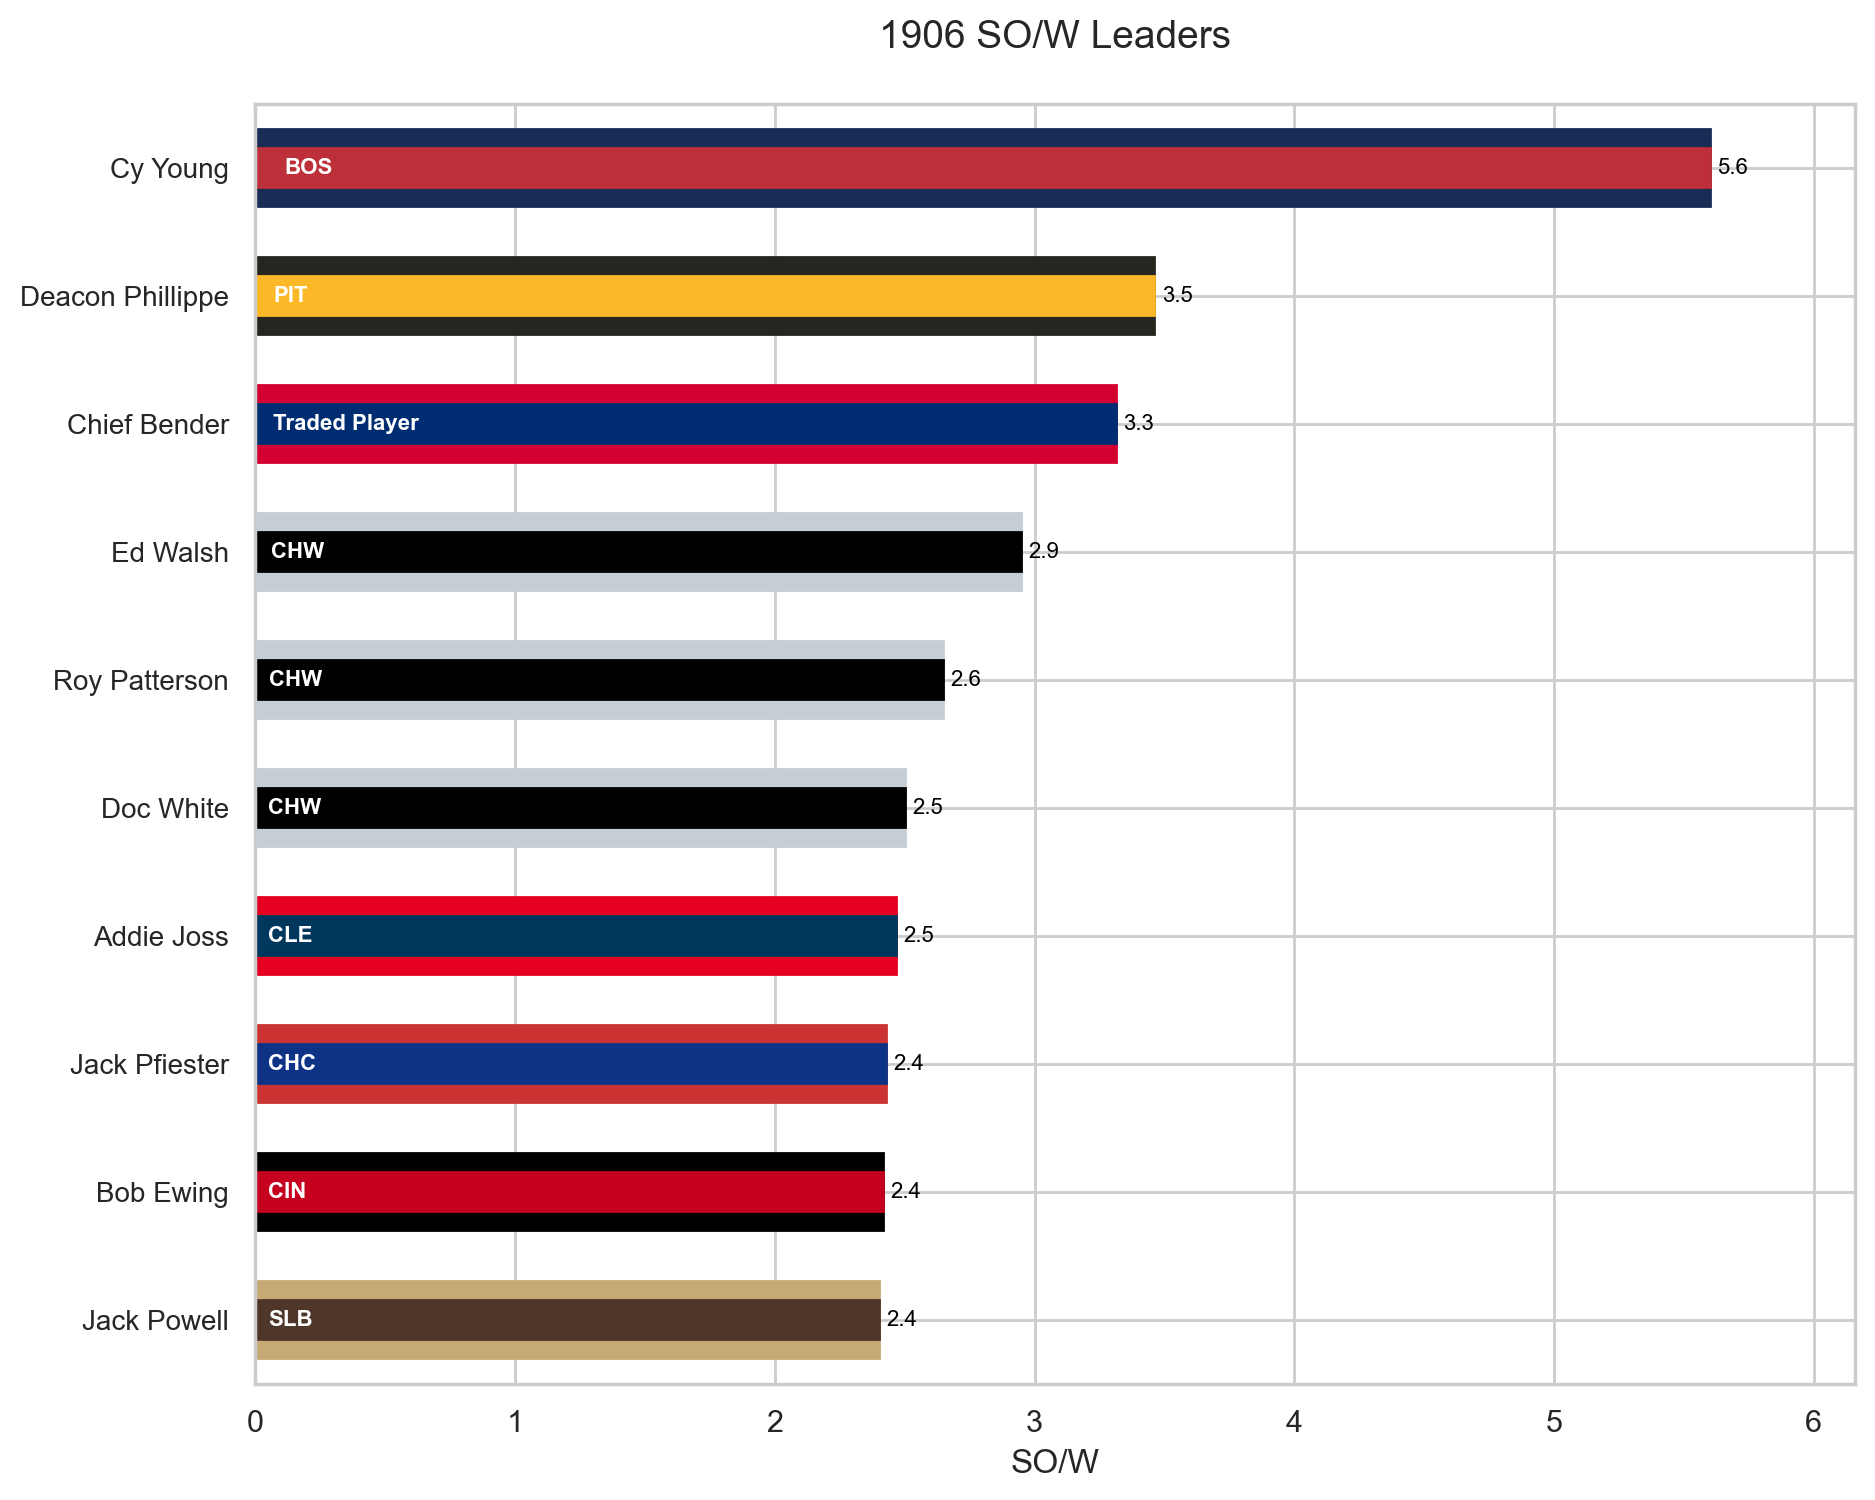 1906 SO/W Leaders
Cy Young
BOS
5.6
Deacon Phillippe
PIT
3.5
Chief Bender
Traded Player
3.3
Ed Walsh
CHW
2.9
Roy Patterson
CHW
2.6
Doc White
CHW
2.5
Addie Joss
CLE
2.5
Jack Pfiester
CHC
2.4
Bob Ewing
CIN
2.4
Jack Powell
SLB
2.4
0 1 2 3 4 5 6
SO/W